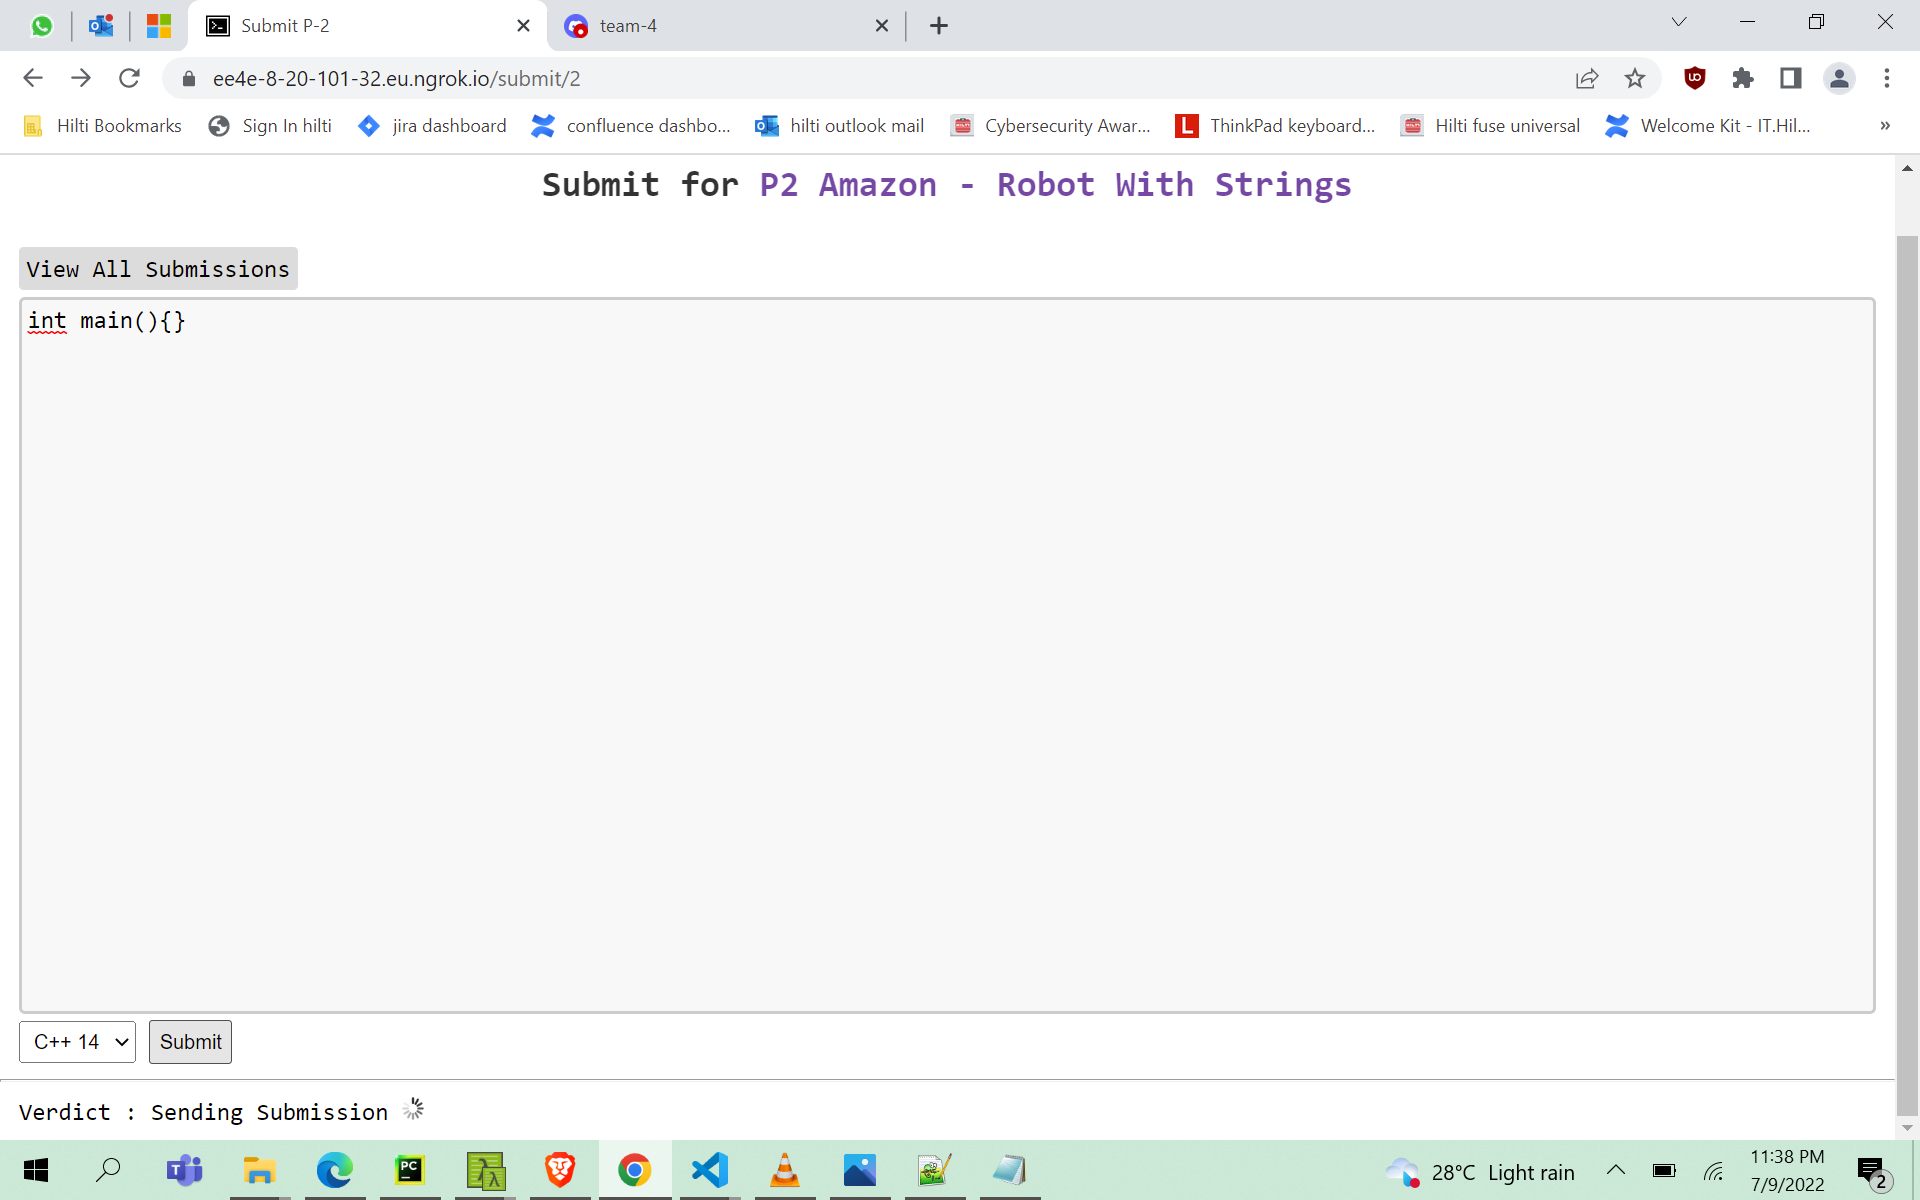 Submit P-2
team-4
ee4e-8-20-101-32.eu.ngrok.io/submit/2
Hilti Bookmarks
Sign In hilti
jira dashboard
confluence dashbo...
hilti outlook mail
Cybersecurity Awar...
L
ThinkPad keyboard...
Hilti fuse universal
Welcome Kit - IT.Hil...
»
Submit for P2 Amazon - Robot With Strings
View All Submissions
int main(){}
C++ 14
Submit
Verdict : Sending Submission
28°C Light rain
11:38 PM
7/9/2022
2